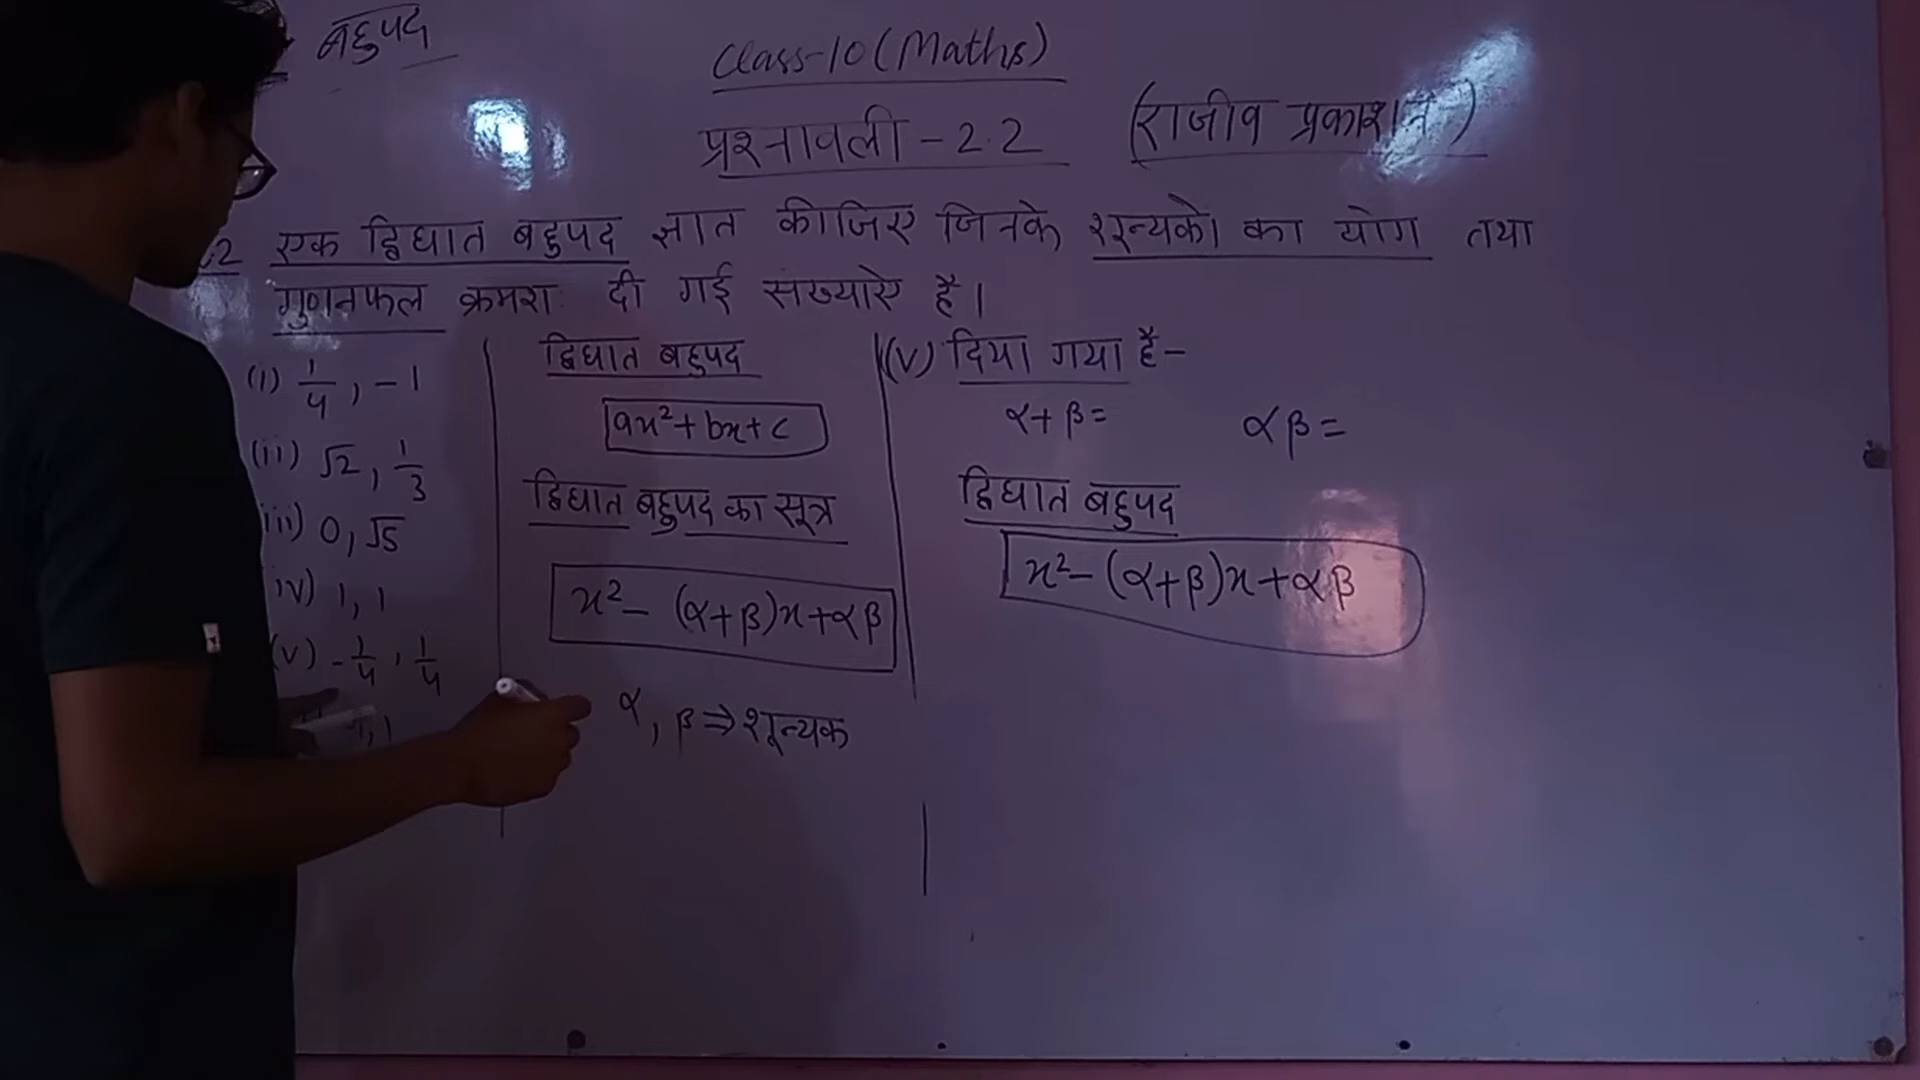 बहुपद
Class-10 (Maths)
प्रश्नावली - 2.2 (राजीव प्रकाशन)
2 एक द्विघात बहुपद ज्ञात कीजिए जिनके शून्यको का योग तथा
गुणनफल क्रमश: दी गई संख्याऐ है।
(i) 1/4, -1
(ii) √2, 1/3
ii) 0, √5
iv) 1, 1
(v) -1/4, 1/4
,1
द्विघात बहुपद
ax²+bx+c
द्विघात बहुपद का सूत्र
x² - (α+β)x+αβ
α, β ⇒ शून्यक
(v) दिया गया है-
α+β= αβ=
द्विघात बहुपद
x² - (α+β)x+αβ